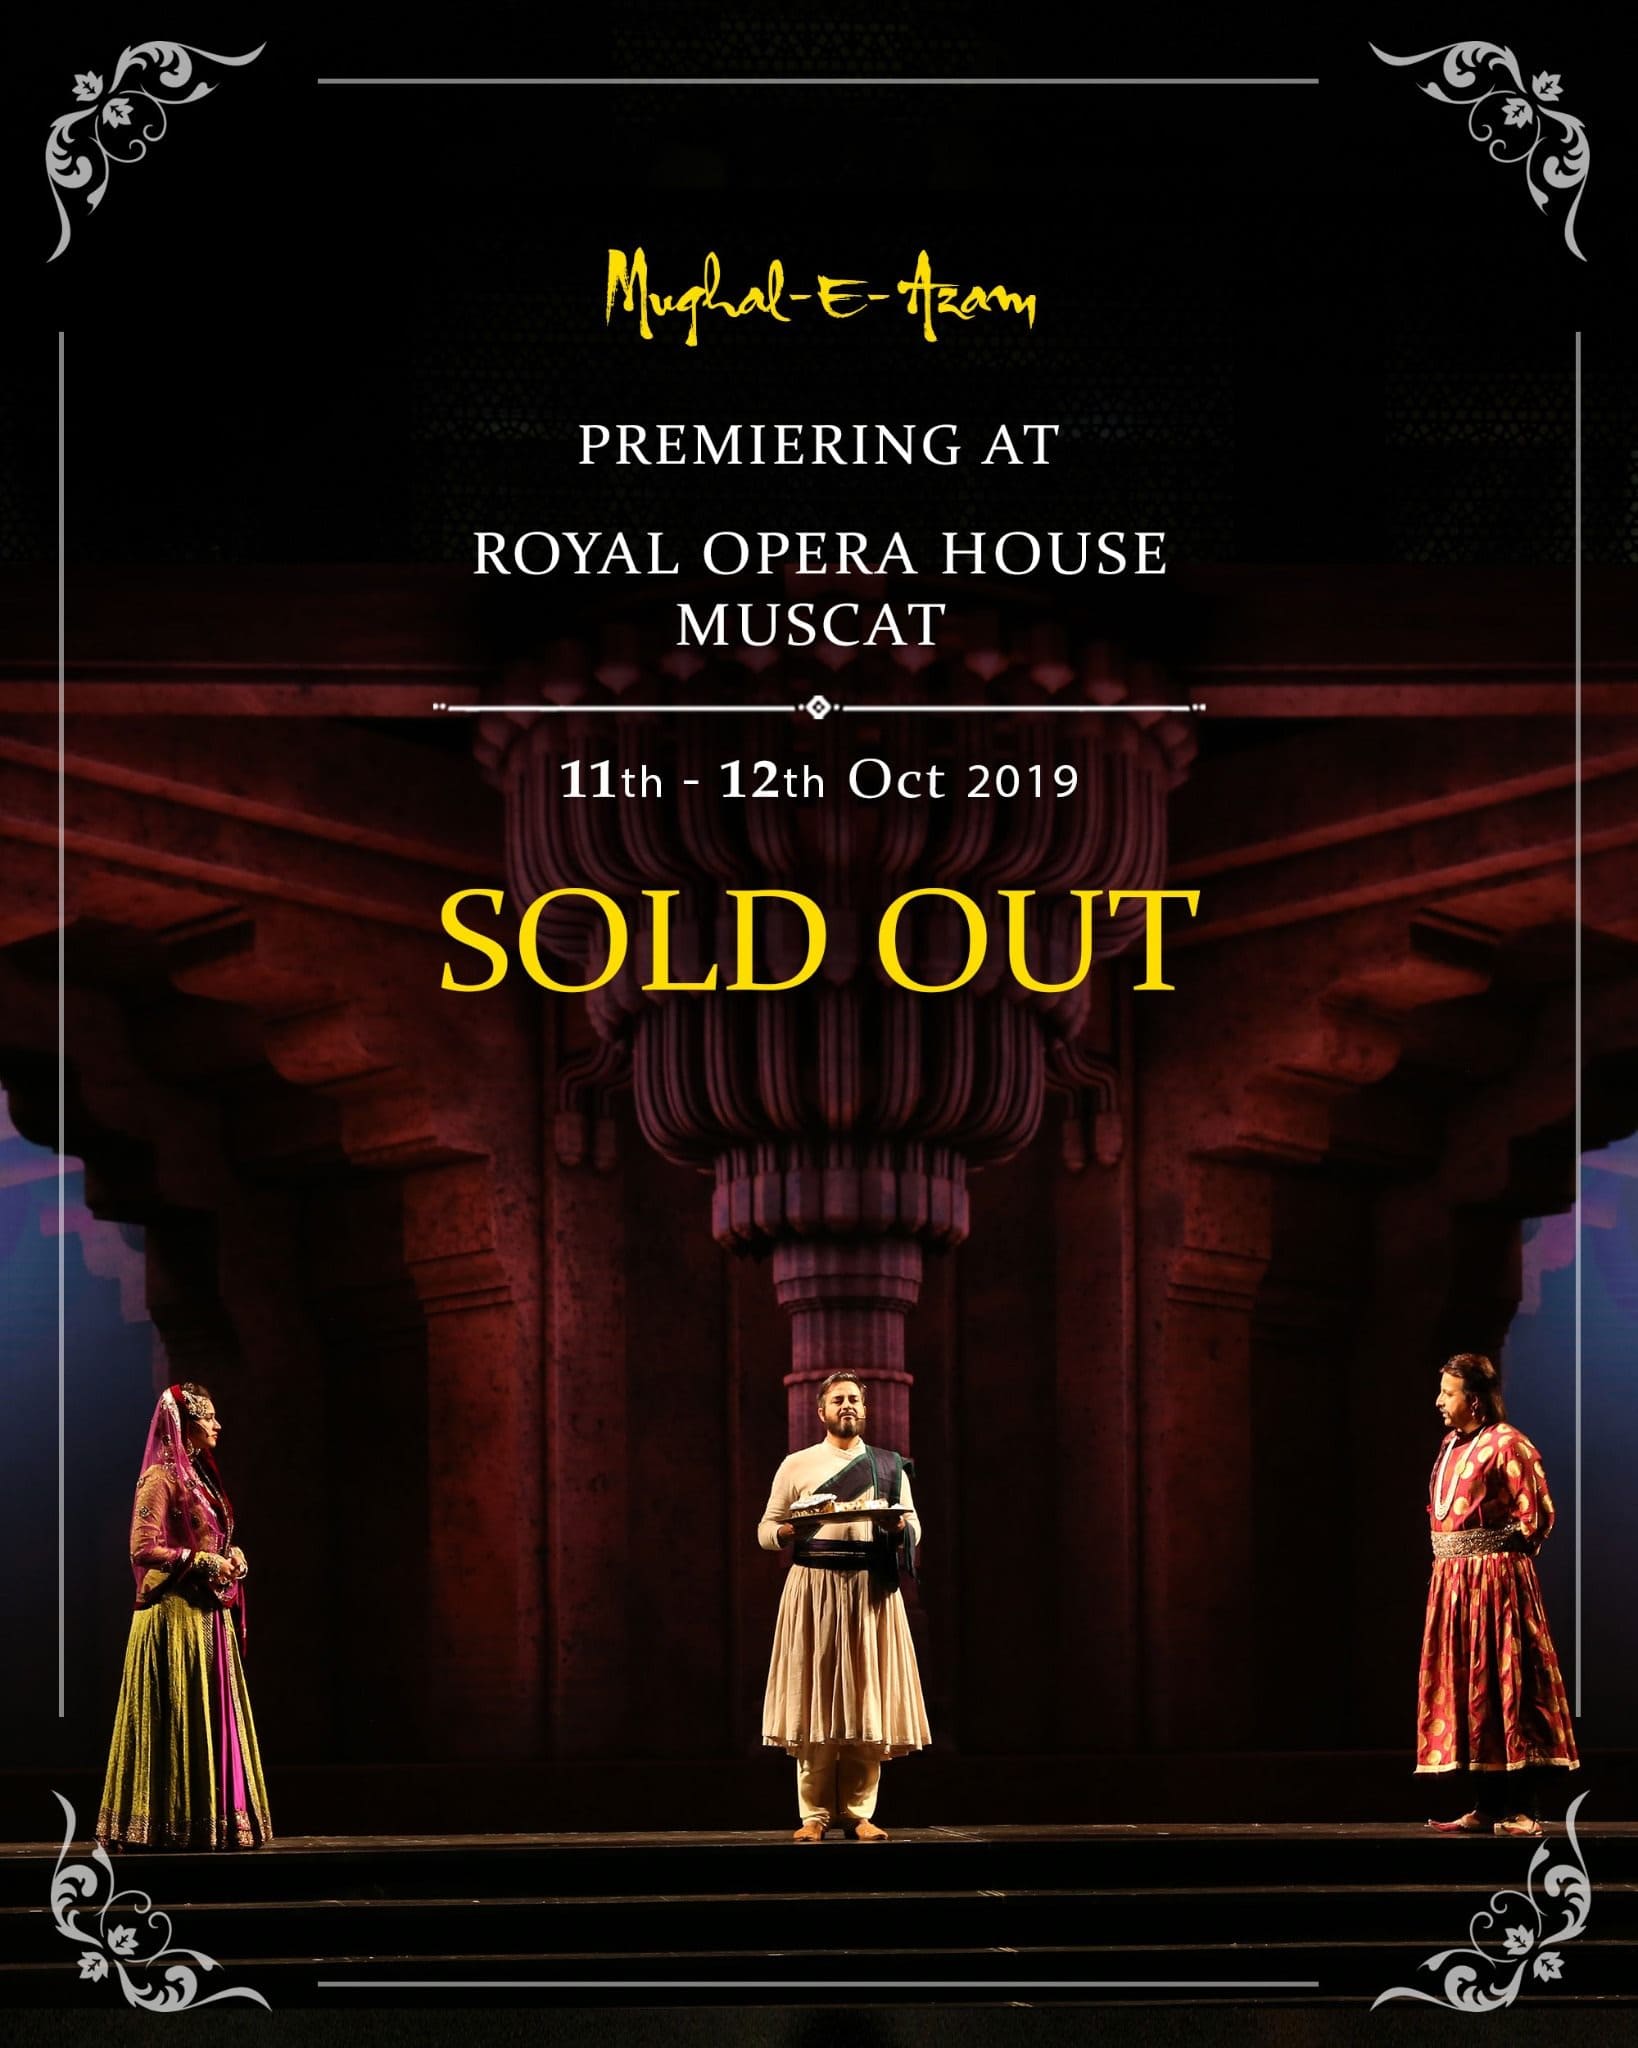 Mughal-E-Azam
PREMIERING AT
ROYAL OPERA HOUSE
MUSCAT
11th - 12th Oct 2019
SOLD OUT